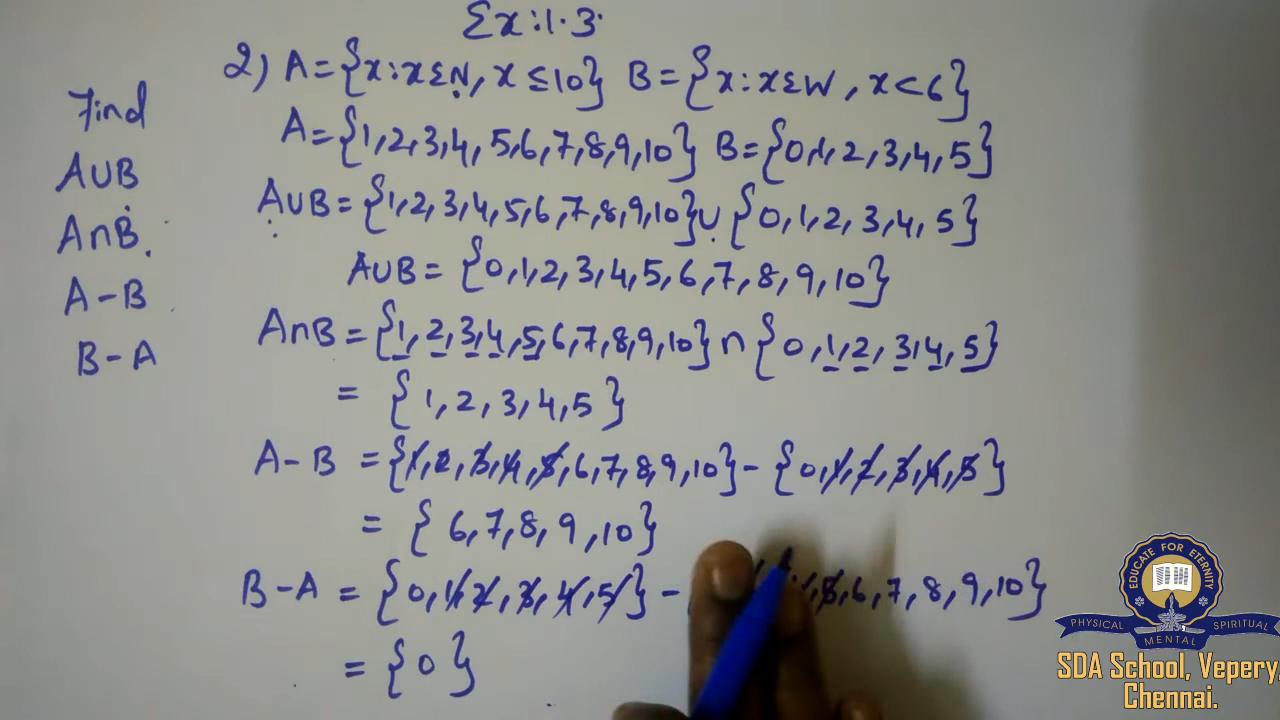 Ex:1.3.
2) A={x:xεN, x≤10} B={x:xεW, x<6}
A={1,2,3,4,5,6,7,8,9,10} B={0,1,2,3,4,5}
A∪B={1,2,3,4,5,6,7,8,9,10}∪{0,1,2,3,4,5}
A∪B={0,1,2,3,4,5,6,7,8,9,10}
A∩B={1,2,3,4,5,6,7,8,9,10}∩{0,1,2,3,4,5}
={1,2,3,4,5}
A-B={1,2,3,4,5,6,7,8,9,10}-{0,1,2,3,4,5}
={6,7,8,9,10}
B-A={0,1,2,3,4,5}- ,5,6,7,8,9,10}
={0}
Find
A∪B
A∩B.
A-B
B-A
EDUCATE FOR ETERNITY
PHYSICAL MENTAL SPIRITUAL
SDA School, Vepery,
Chennai.